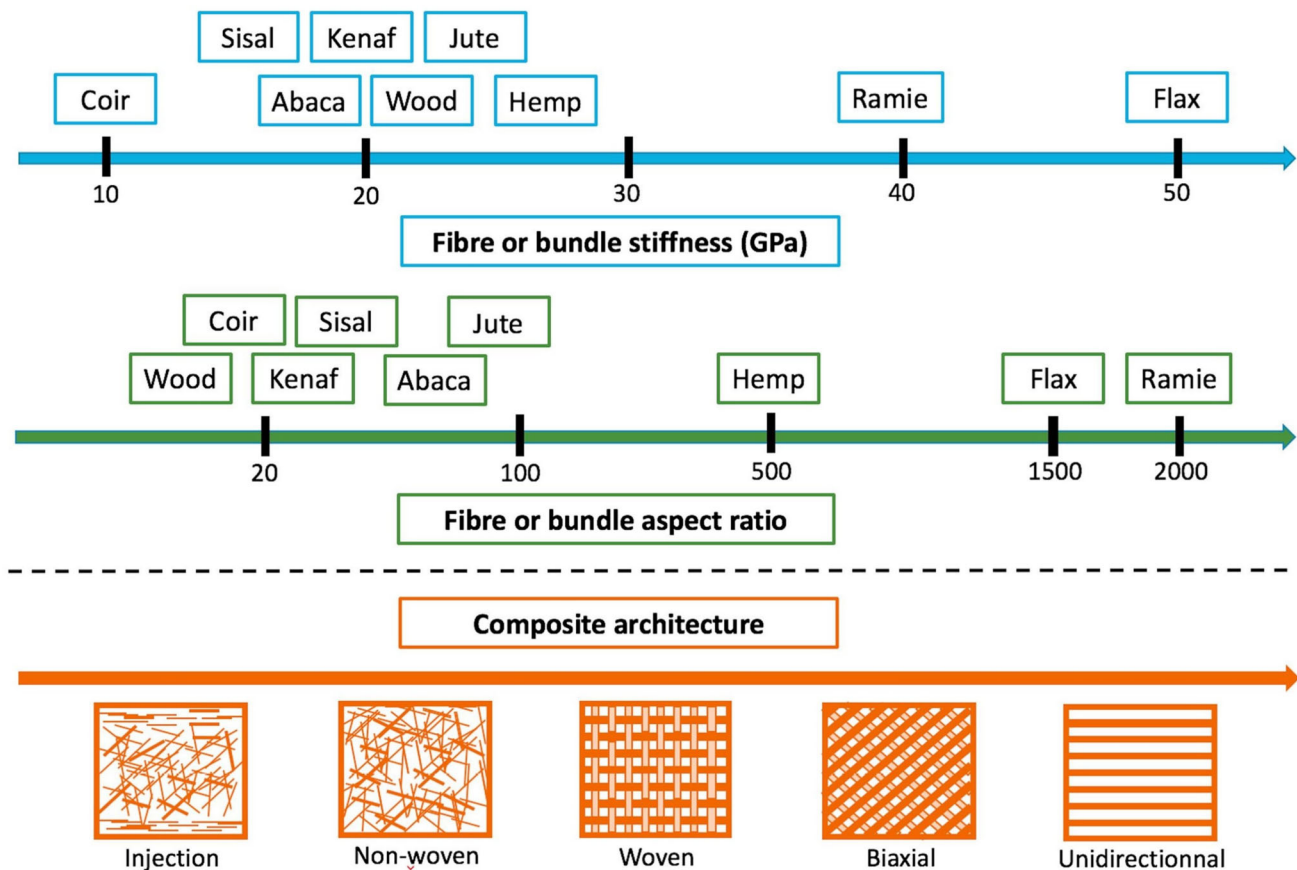 Sisal Kenaf Jute
Coir Abaca Wood Hemp Ramie Flax
10 20 30 40 50
Fibre or bundle stiffness (GPa)
Coir Sisal Jute
Wood Kenaf Abaca Hemp Flax Ramie
20 100 500 1500 2000
Fibre or bundle aspect ratio
Composite architecture
Injection Non-woven Woven Biaxial Unidirectionnal